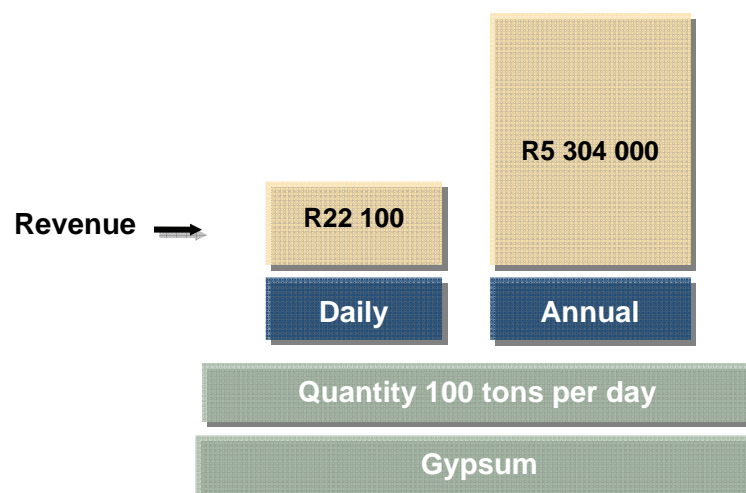 R5 304 000
R22 100
Revenue
Daily
Annual
Quantity 100 tons per day
Gypsum